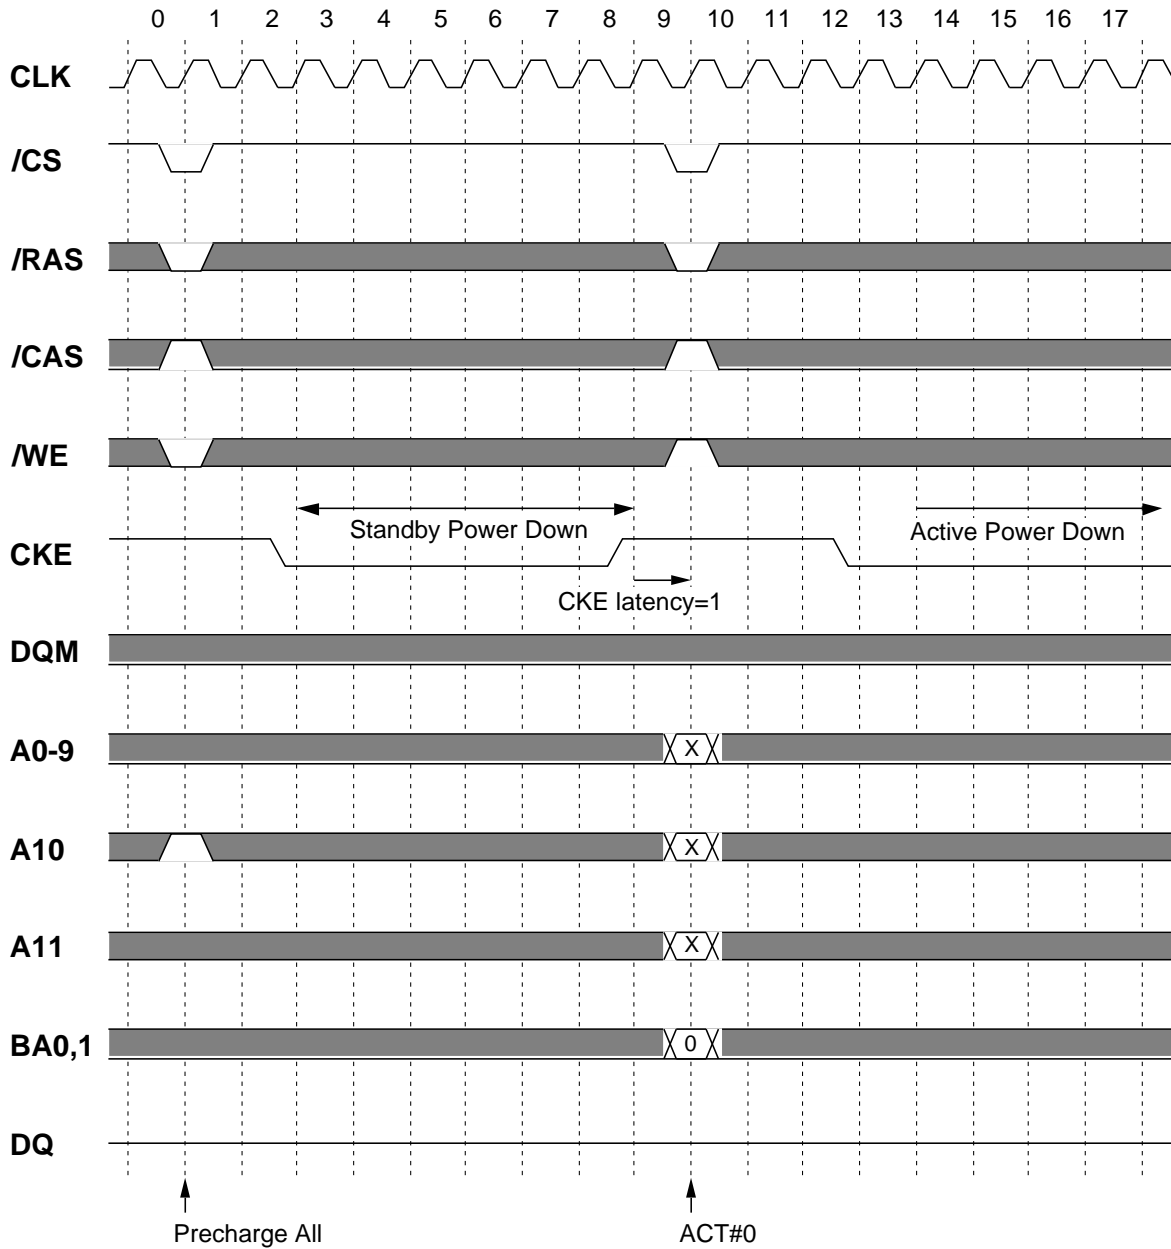 0 1 2 3 4 5 6 7 8 9 10 11 12 13 14 15 16 17
CLK
/CS
/RAS
/CAS
/WE
Standby Power Down
Active Power Down
CKE
CKE latency=1
DQM
A0-9
X
A10
X
A11
X
BA0,1
0
DQ
Precharge All
ACT#0